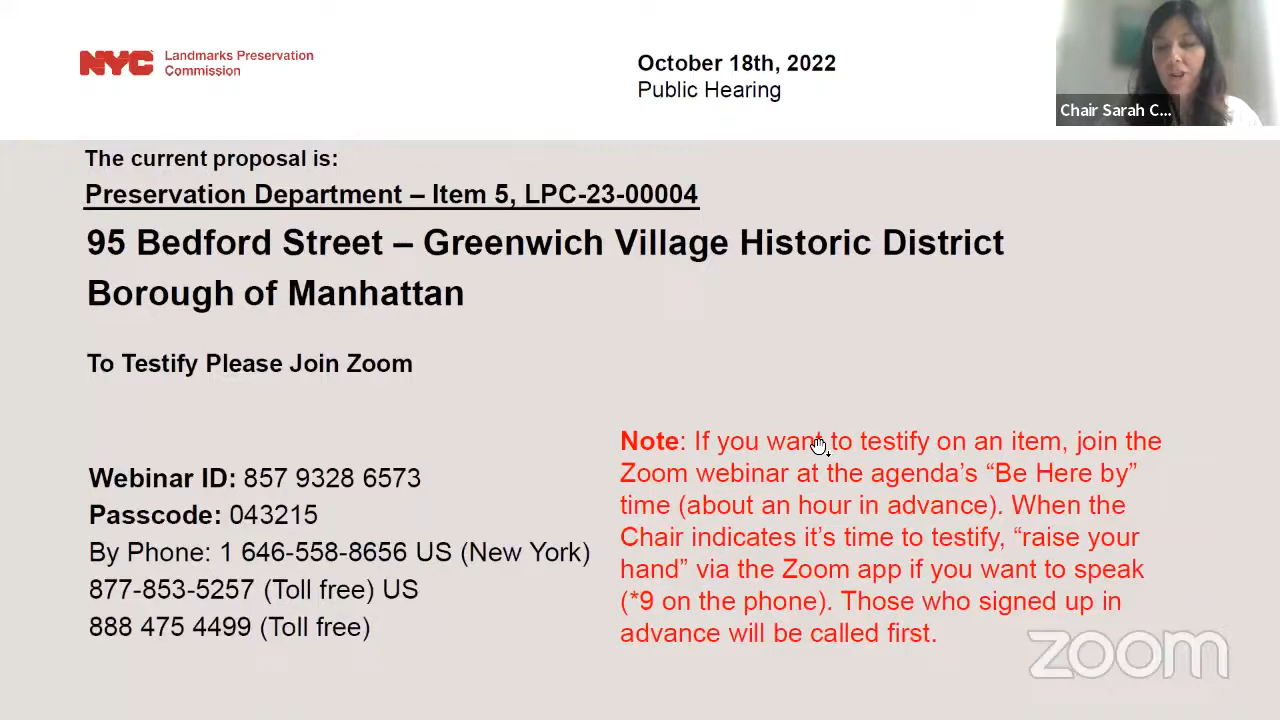 NYC Landmarks Preservation
Commission
October 18th, 2022
Public Hearing
Chair Sarah C...
The current proposal is:
Preservation Department – Item 5, LPC-23-00004
95 Bedford Street – Greenwich Village Historic District
Borough of Manhattan
To Testify Please Join Zoom
Webinar ID: 857 9328 6573
Passcode: 043215
By Phone: 1 646-558-8656 US (New York)
877-853-5257 (Toll free) US
888 475 4499 (Toll free)
Note: If you want to testify on an item, join the
Zoom webinar at the agenda’s “Be Here by”
time (about an hour in advance). When the
Chair indicates it’s time to testify, “raise your
hand” via the Zoom app if you want to speak
(*9 on the phone). Those who signed up in
advance will be called first.
zoom